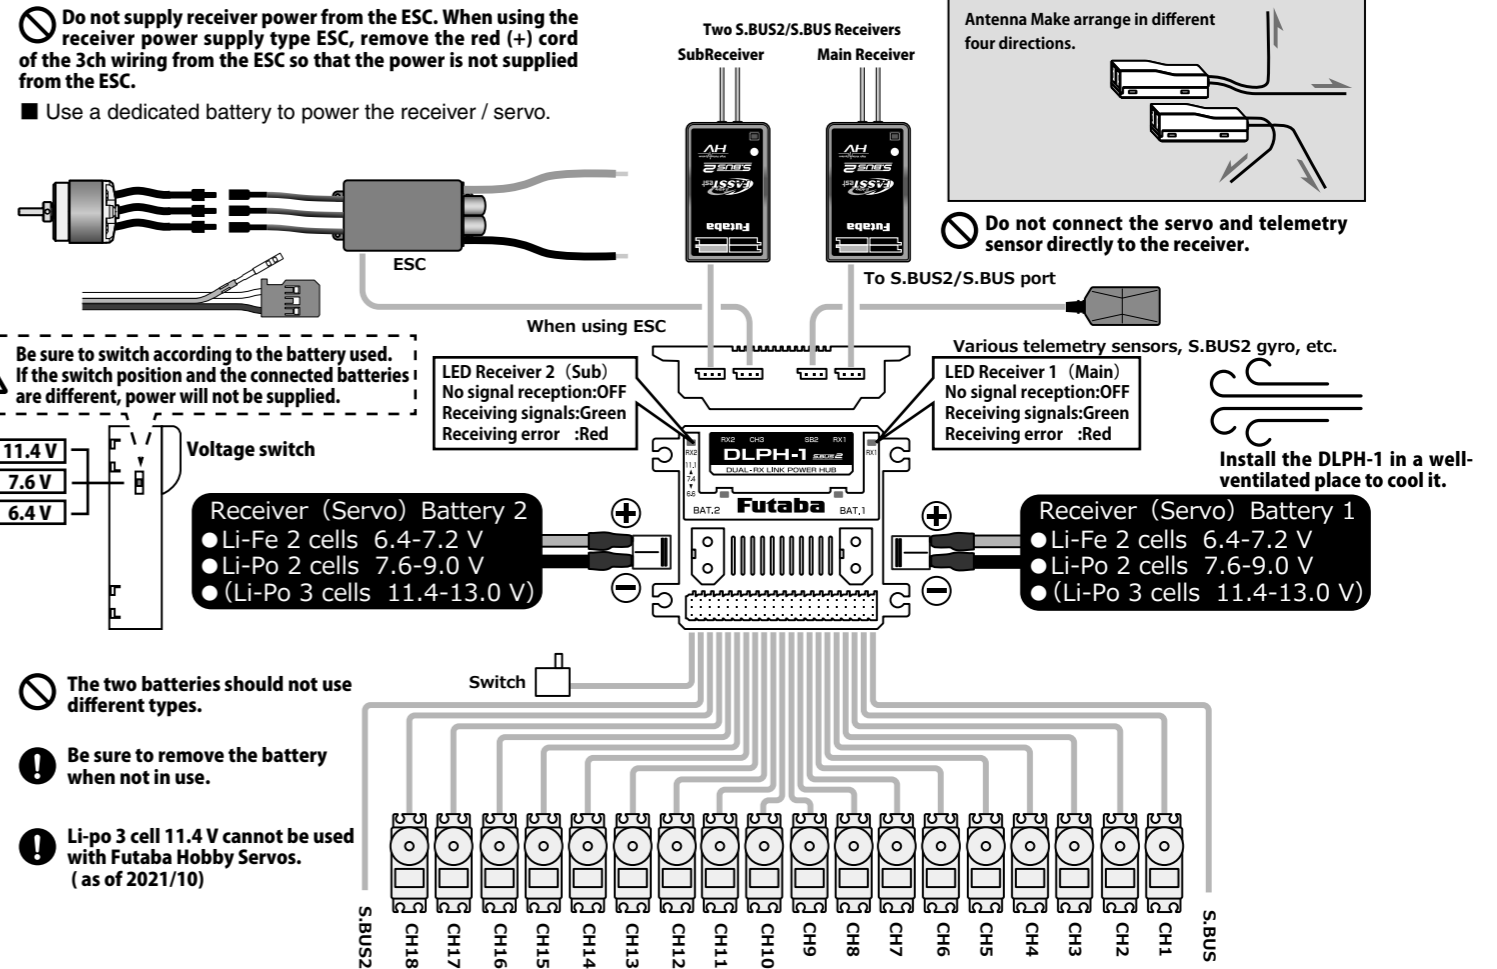 Do not supply receiver power from the ESC. When using the
receiver power supply type ESC, remove the red (+) cord
of the 3ch wiring from the ESC so that the power is not supplied
from the ESC.
■ Use a dedicated battery to power the receiver / servo.
Two S.BUS2/S.BUS Receivers
SubReceiver
Main Receiver
Antenna Make arrange in different
four directions.
HV
S.BUS2
FASSTest
Futaba
HV
S.BUS2
FASSTest
Futaba
Do not connect the servo and telemetry
sensor directly to the receiver.
ESC
To S.BUS2/S.BUS port
When using ESC
Various telemetry sensors, S.BUS2 gyro, etc.
Be sure to switch according to the battery used.
If the switch position and the connected batteries
are different, power will not be supplied.
LED Receiver 2 (Sub)
No signal reception:OFF
Receiving signals:Green
Receiving error :Red
LED Receiver 1 (Main)
No signal reception:OFF
Receiving signals:Green
Receiving error :Red
Voltage switch
11.4 V
7.6 V
6.4 V
RX2 CH3 SB2 RX1
DLPH-1 S.BUS2
DUAL-RX LINK POWER HUB
RX2
11.1
7.4
6.6
RX1
BAT.2
Futaba
BAT.1
Install the DLPH-1 in a well-
ventilated place to cool it.
Receiver (Servo) Battery 2
● Li-Fe 2 cells 6.4-7.2 V
● Li-Po 2 cells 7.6-9.0 V
● (Li-Po 3 cells 11.4-13.0 V)
Receiver (Servo) Battery 1
● Li-Fe 2 cells 6.4-7.2 V
● Li-Po 2 cells 7.6-9.0 V
● (Li-Po 3 cells 11.4-13.0 V)
The two batteries should not use
different types.
Switch
Be sure to remove the battery
when not in use.
Li-po 3 cell 11.4 V cannot be used
with Futaba Hobby Servos.
( as of 2021/10)
S.BUS2
CH18
CH17
CH16
CH15
CH14
CH13
CH12
CH11
CH10
CH9
CH8
CH7
CH6
CH5
CH4
CH3
CH2
CH1
S.BUS